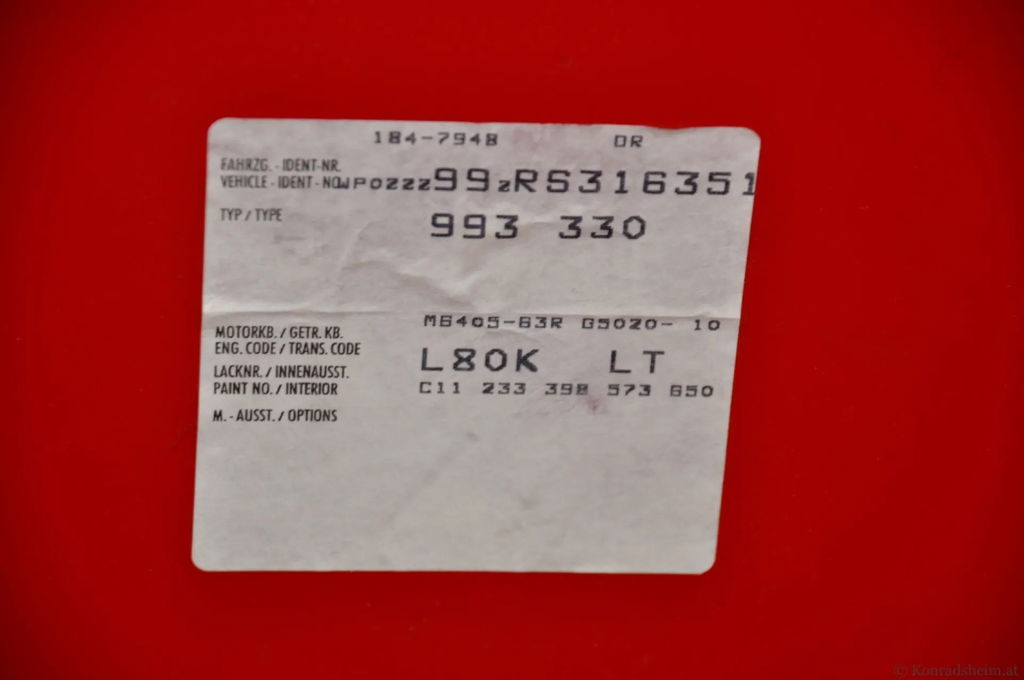 184-7948 OR
FAHRZG. - IDENT-NR.
VEHICLE - IDENT - NO WP0ZZZ99ZRS316351
TYP / TYPE 993 330
MOTORKB. / GETR. KB. M6405-63R G5020- 10
ENG. CODE / TRANS. CODE
LACKNR. / INNENAUSST. L80K LT
PAINT NO. / INTERIOR C11 233 398 573 650
M. - AUSST. / OPTIONS
© Konradsheim.at